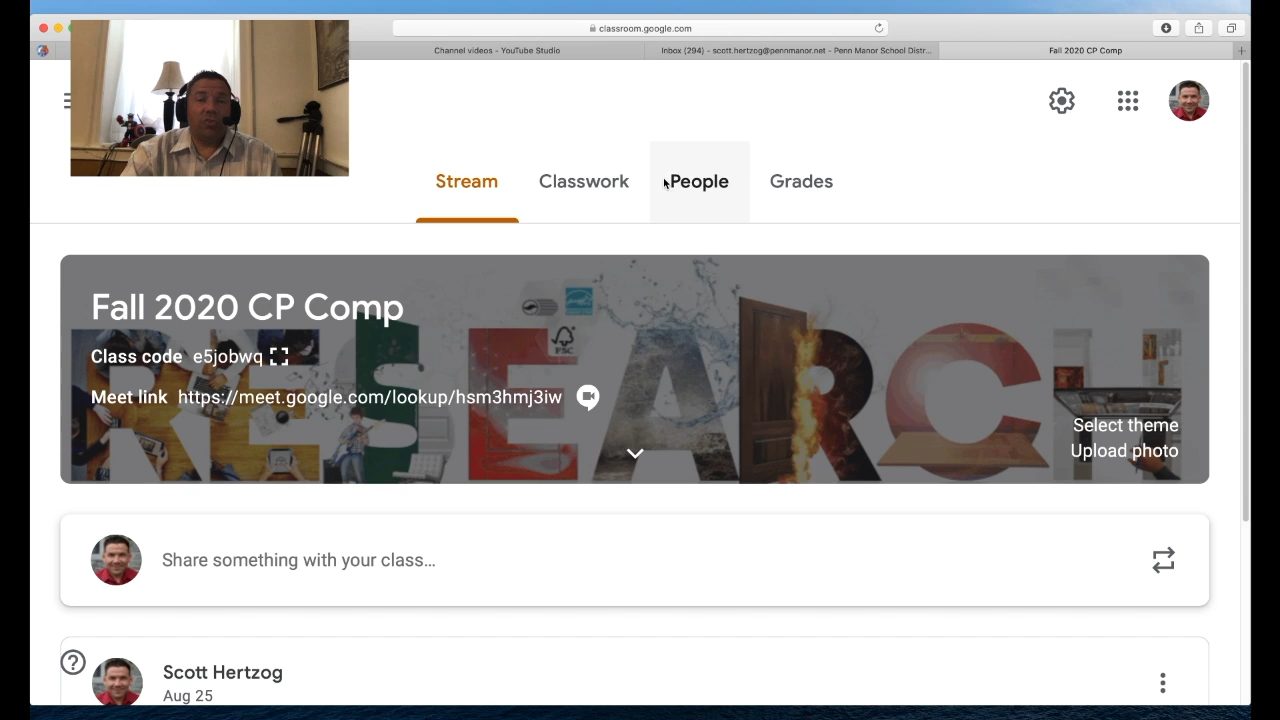 classroom.google.com
Channel videos - YouTube Studio
Inbox (294) - scott.hertzog@pennmanor.net - Penn Manor School Distr...
Fall 2020 CP Comp
Stream
Classwork
People
Grades
Fall 2020 CP Comp
Class code e5jobwq
Meet link https://meet.google.com/lookup/hsm3hmj3iw
RESEARCH
FSC
Select theme
Upload photo
Share something with your class...
Scott Hertzog
Aug 25